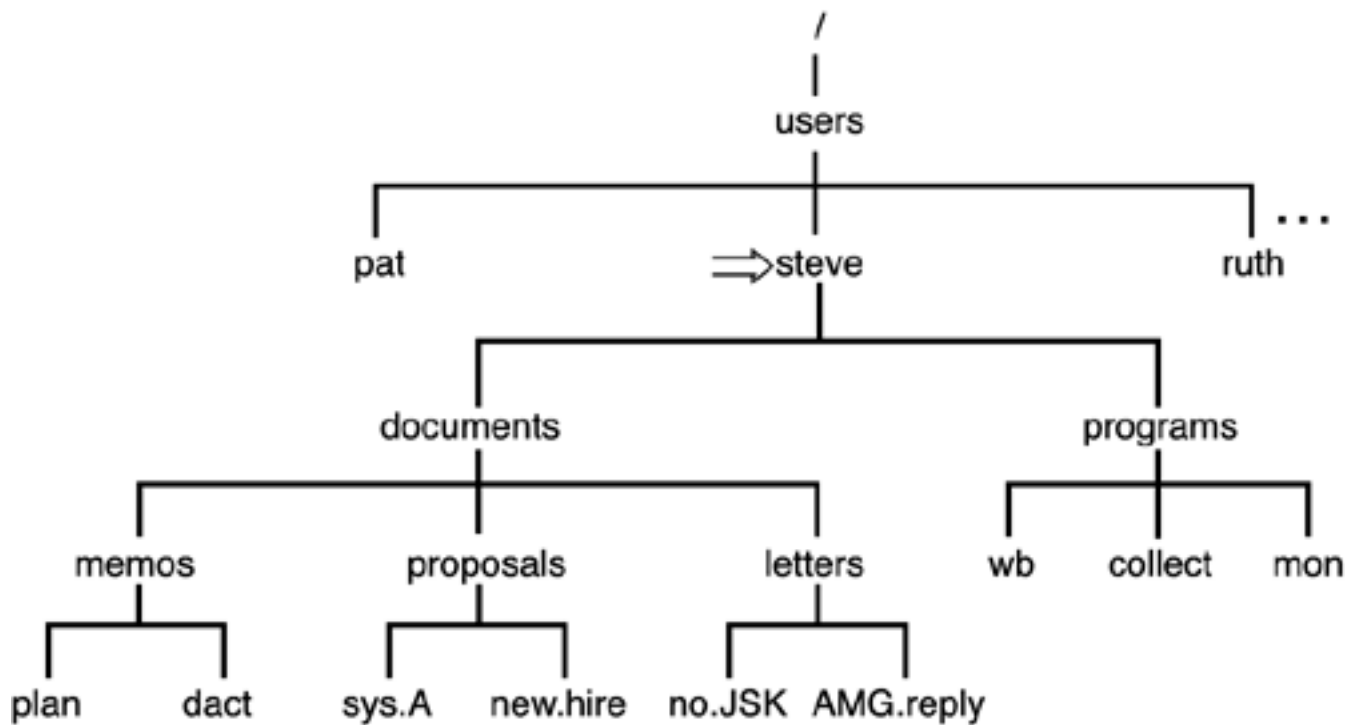 /
users
pat steve ruth ...
documents programs
memos proposals letters wb collect mon
plan dact sys.A new.hire no.JSK AMG.reply